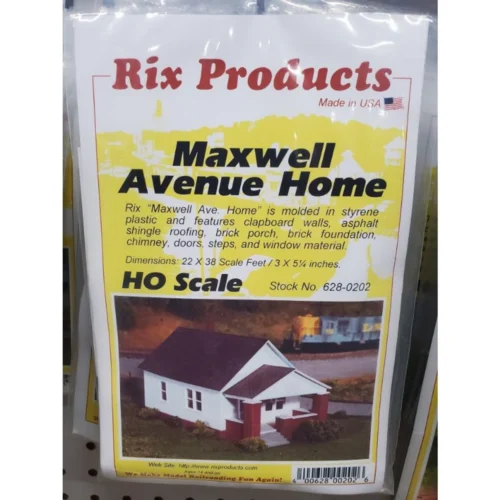 Rix Products
Made in USA
Maxwell
Avenue Home
Rix "Maxwell Ave. Home" is molded in styrene
plastic and features clapboard walls, asphalt
shingle roofing, brick porch, brick foundation,
chimney, doors, steps, and window material.
Dimensions: 22 X 38 Scale Feet / 3 X 5¼ inches.
HO Scale
Stock No. 628-0202
Web Site: http://www.rixproducts.com
We Make Model Railroading Fun Again!
6 00628 00202 8